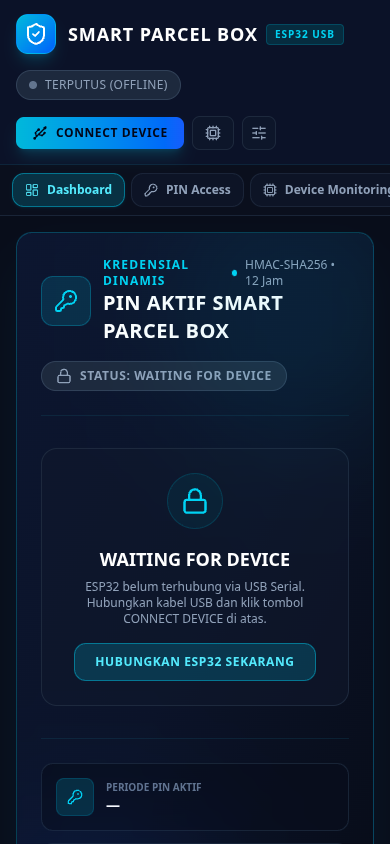 SMART PARCEL BOX
ESP32 USB
TERPUTUS (OFFLINE)
CONNECT DEVICE
Dashboard
PIN Access
Device Monitoring
KREDENSIAL DINAMIS
HMAC-SHA256 •
12 Jam
PIN AKTIF SMART
PARCEL BOX
STATUS: WAITING FOR DEVICE
WAITING FOR DEVICE
ESP32 belum terhubung via USB Serial.
Hubungkan kabel USB dan klik tombol
CONNECT DEVICE di atas.
HUBUNGKAN ESP32 SEKARANG
PERIODE PIN AKTIF
—